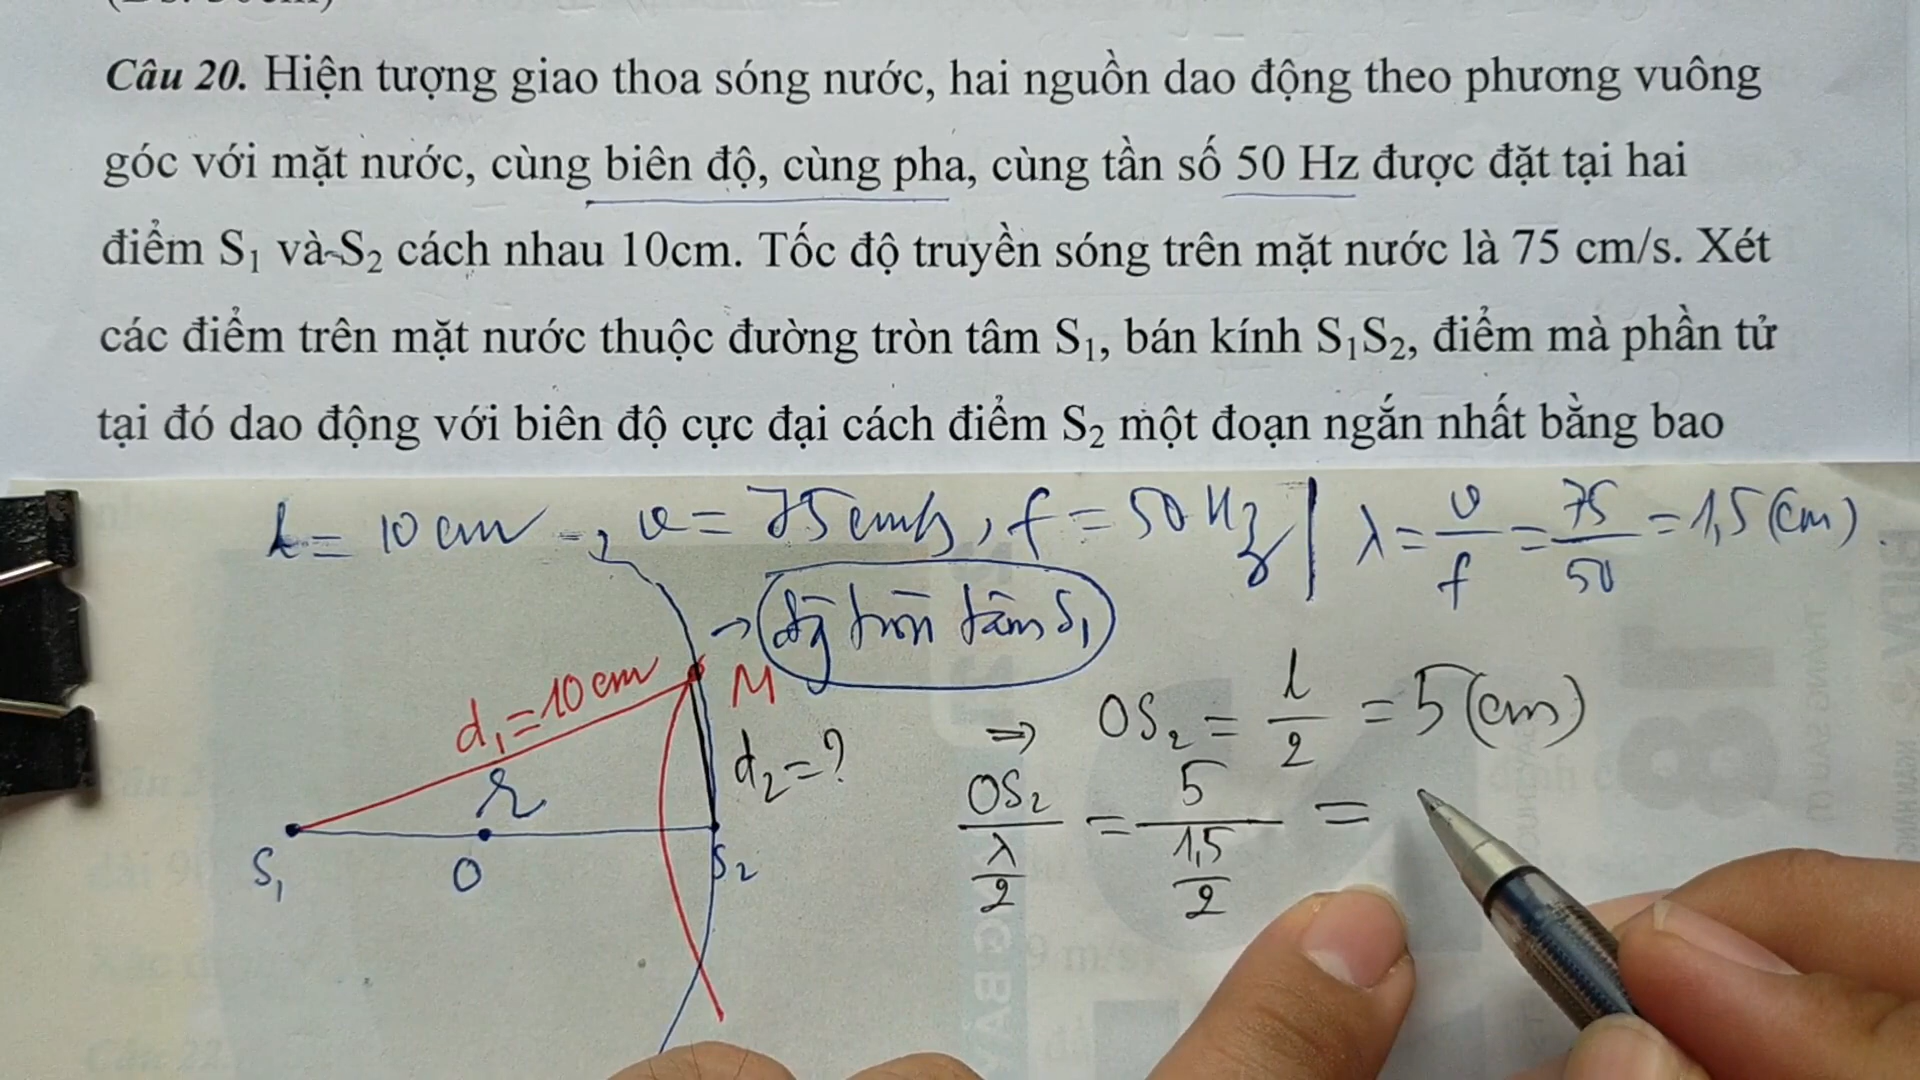 Câu 20. Hiện tượng giao thoa sóng nước, hai nguồn dao động theo phương vuông
góc với mặt nước, cùng biên độ, cùng pha, cùng tần số 50 Hz được đặt tại hai
điểm S₁ và S₂ cách nhau 10cm. Tốc độ truyền sóng trên mặt nước là 75 cm/s. Xét
các điểm trên mặt nước thuộc đường tròn tâm S₁, bán kính S₁S₂, điểm mà phần tử
tại đó dao động với biên độ cực đại cách điểm S₂ một đoạn ngắn nhất bằng bao
l = 10 cm, v = 75 cm/s, f = 50 Hz | λ = v/f = 75/50 = 1,5 (cm).
→ đg tròn tâm S₁
d₁ = 10 cm M
⇒ OS₂ = l/2 = 5 (cm)
d₂ = ?
OS₂/(λ/2) = 5/(1,5/2) =
S₁ O S₂